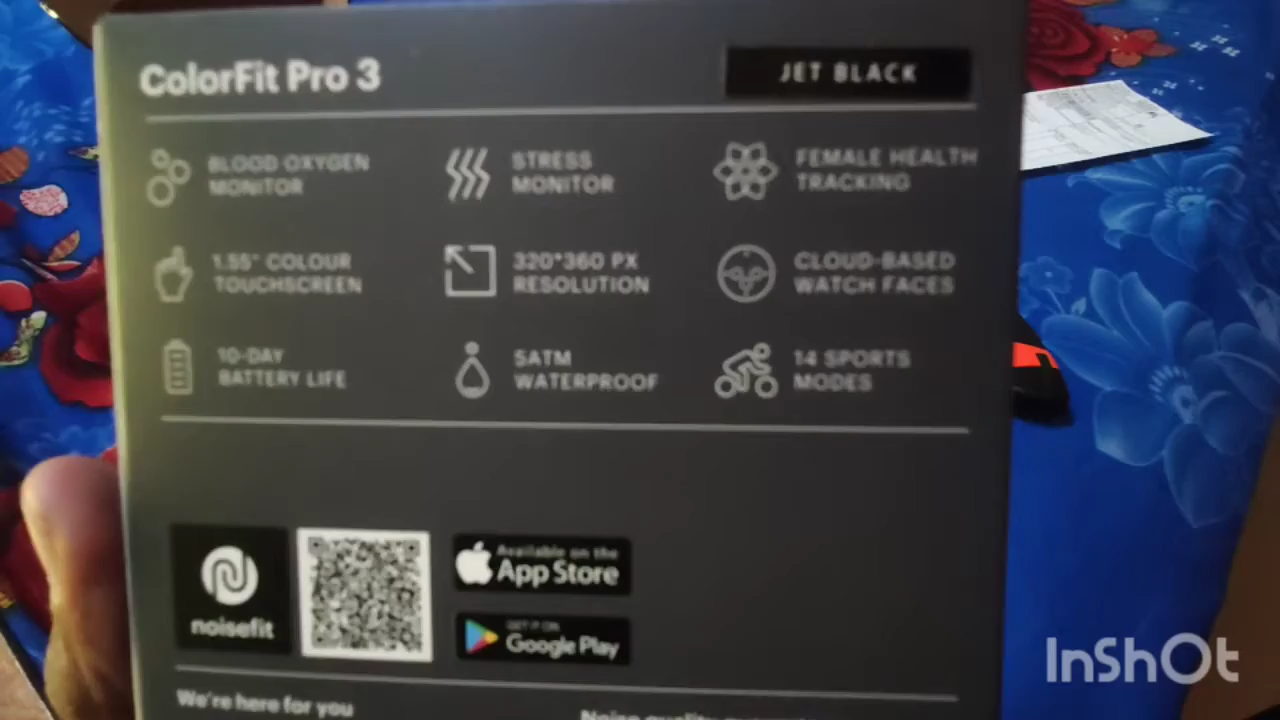 ColorFit Pro 3
JET BLACK
BLOOD OXYGEN
MONITOR
STRESS
MONITOR
FEMALE HEALTH
TRACKING
1.55" COLOUR
TOUCHSCREEN
320*360 PX
RESOLUTION
CLOUD-BASED
WATCH FACES
10-DAY
BATTERY LIFE
5ATM
WATERPROOF
14 SPORTS
MODES
noisefit
Available on the
App Store
GET IT ON
Google Play
We're here for you
Noise quality
InShOt